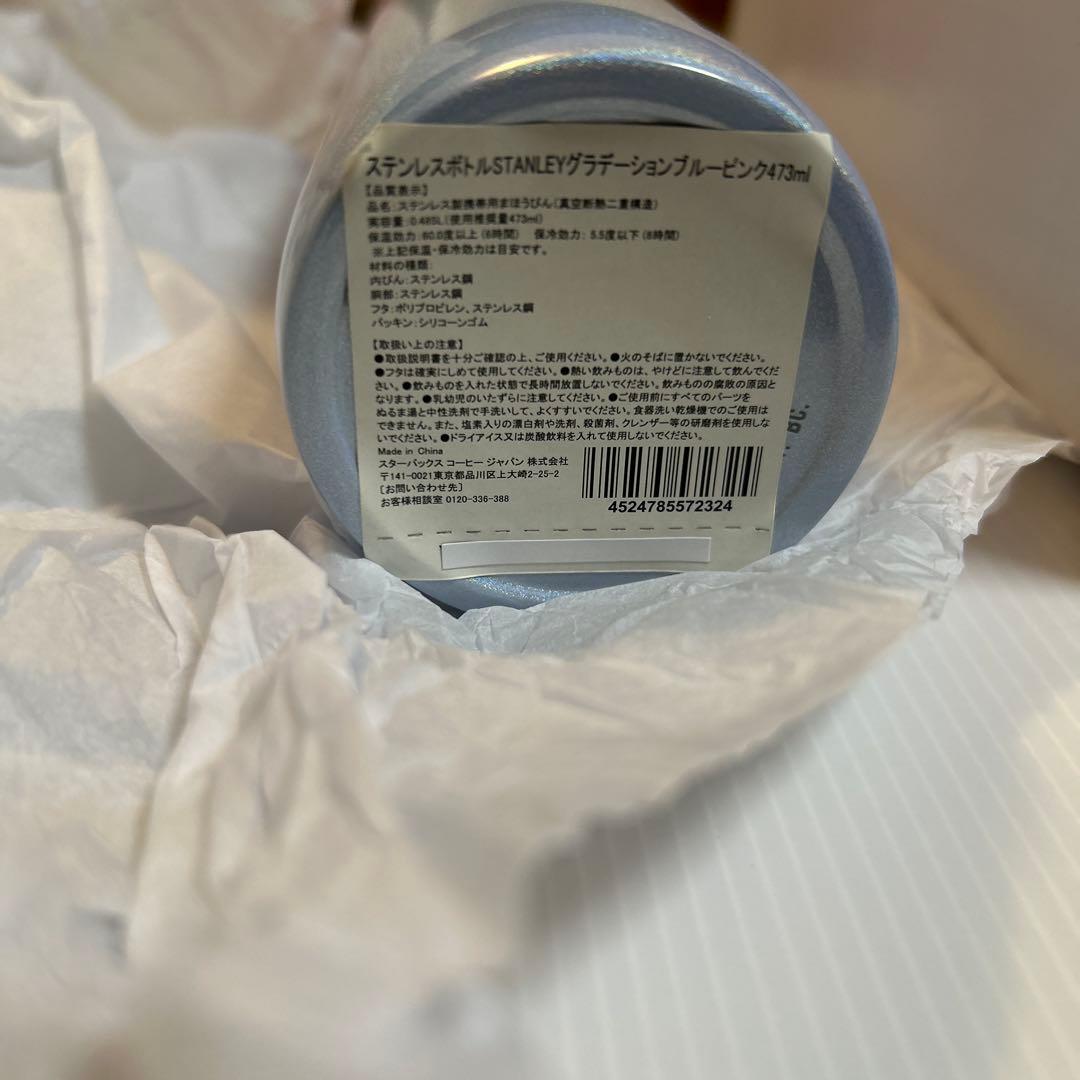 ステンレスボトルSTANLEYグラデーションブルーピンク473ml
【品質表示】
品名:ステンレス製携帯用まほうびん(真空断熱二重構造)
実容量:0.485L(使用推奨量473ml)
保温効力:60.0度以上(6時間) 保冷効力:5.5度以下(6時間)
※上記保温・保冷効力は目安です。
材料の種類:
内びん:ステンレス鋼
胴部:ステンレス鋼
フタ:ポリプロピレン、ステンレス鋼
パッキン:シリコーンゴム
【取扱い上の注意】
●取扱説明書を十分ご確認の上、ご使用ください。●火のそばに置かないでください。
●フタは確実にしめて使用してください。●熱い飲みものは、やけどに注意して飲んでくだ
さい。●飲みものを入れた状態で長時間放置しないでください。飲みものの腐敗の原因と
なります。●乳幼児のいたずらに注意してください。●ご使用前にすべてのパーツを
ぬるま湯と中性洗剤で手洗いして、よくすすいでください。食器洗い乾燥機でのご使用は
できません。また、塩素入りの漂白剤や洗剤、殺菌剤、クレンザー等の研磨剤を使用しな
いでください。●ドライアイス又は炭酸飲料を入れて使用しないでください。
Made in China
スターバックス コーヒー ジャパン 株式会社
〒141-0021東京都品川区上大崎2-25-2
[お問い合わせ先]
お客様相談室 0120-336-388
4524785572324